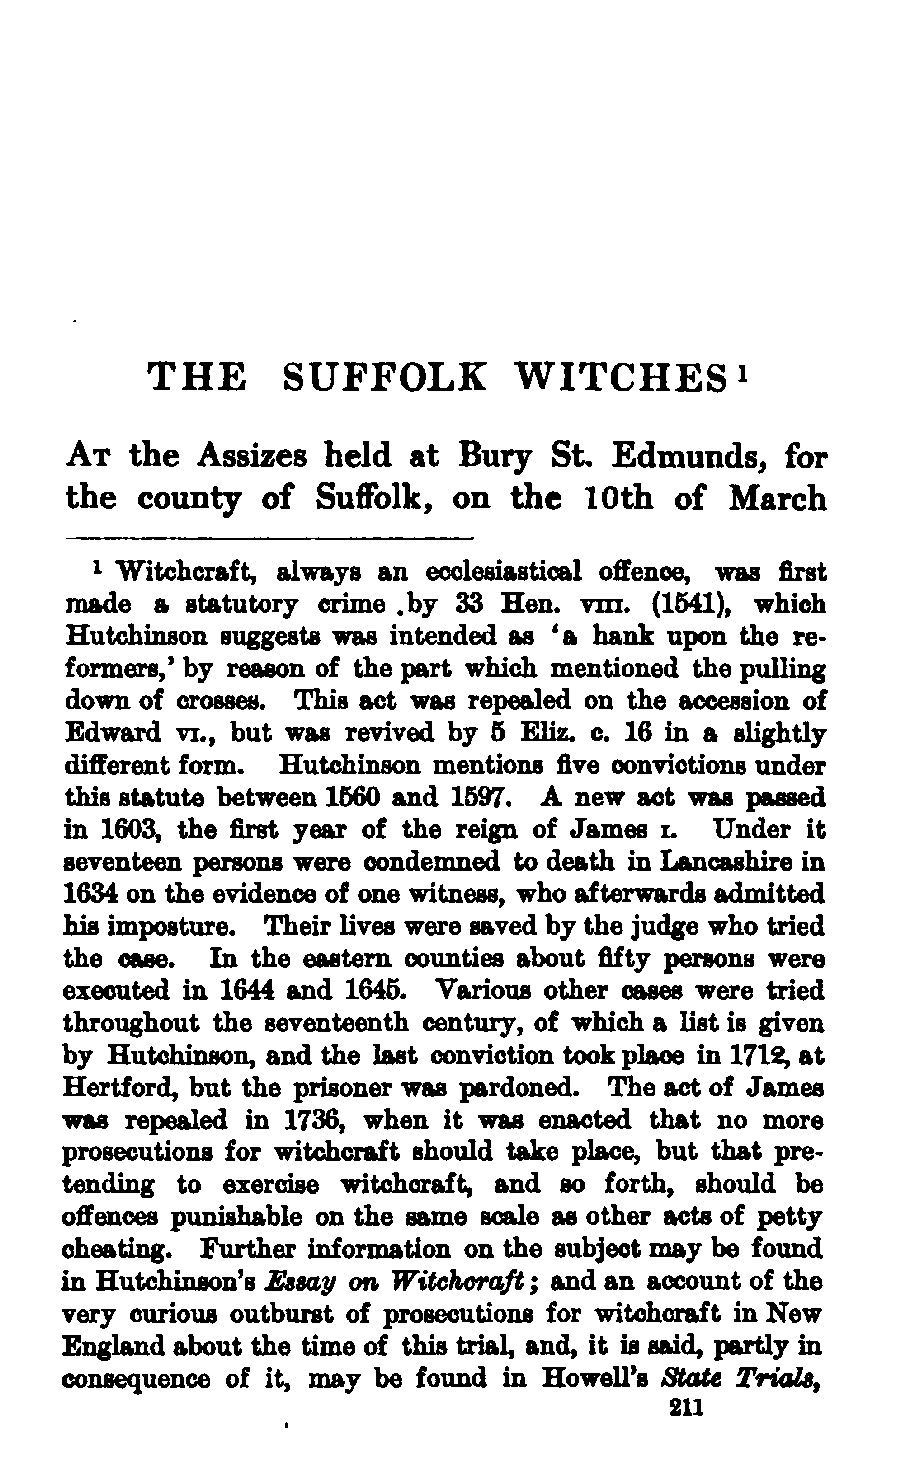 THE SUFFOLK WITCHES ¹
AT the Assizes held at Bury St. Edmunds, for
the county of Suffolk, on the 10th of March
¹ Witchcraft, always an ecclesiastical offence, was first
made a statutory crime .by 33 Hen. VIII. (1541), which
Hutchinson suggests was intended as ‘a hank upon the re-
formers,’ by reason of the part which mentioned the pulling
down of crosses. This act was repealed on the accession of
Edward VI., but was revived by 5 Eliz. c. 16 in a slightly
different form. Hutchinson mentions five convictions under
this statute between 1560 and 1597. A new act was passed
in 1603, the first year of the reign of James I. Under it
seventeen persons were condemned to death in Lancashire in
1634 on the evidence of one witness, who afterwards admitted
his imposture. Their lives were saved by the judge who tried
the case. In the eastern counties about fifty persons were
executed in 1644 and 1645. Various other cases were tried
throughout the seventeenth century, of which a list is given
by Hutchinson, and the last conviction took place in 1712, at
Hertford, but the prisoner was pardoned. The act of James
was repealed in 1736, when it was enacted that no more
prosecutions for witchcraft should take place, but that pre-
tending to exercise witchcraft, and so forth, should be
offences punishable on the same scale as other acts of petty
cheating. Further information on the subject may be found
in Hutchinson’s Essay on Witchcraft; and an account of the
very curious outburst of prosecutions for witchcraft in New
England about the time of this trial, and, it is said, partly in
consequence of it, may be found in Howell’s State Trials,
211